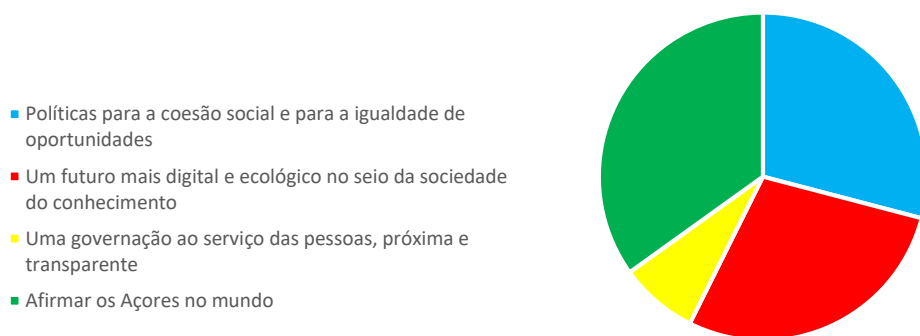 Políticas para a coesão social e para a igualdade de
oportunidades
Um futuro mais digital e ecológico no seio da sociedade
do conhecimento
Uma governação ao serviço das pessoas, próxima e
transparente
Afirmar os Açores no mundo